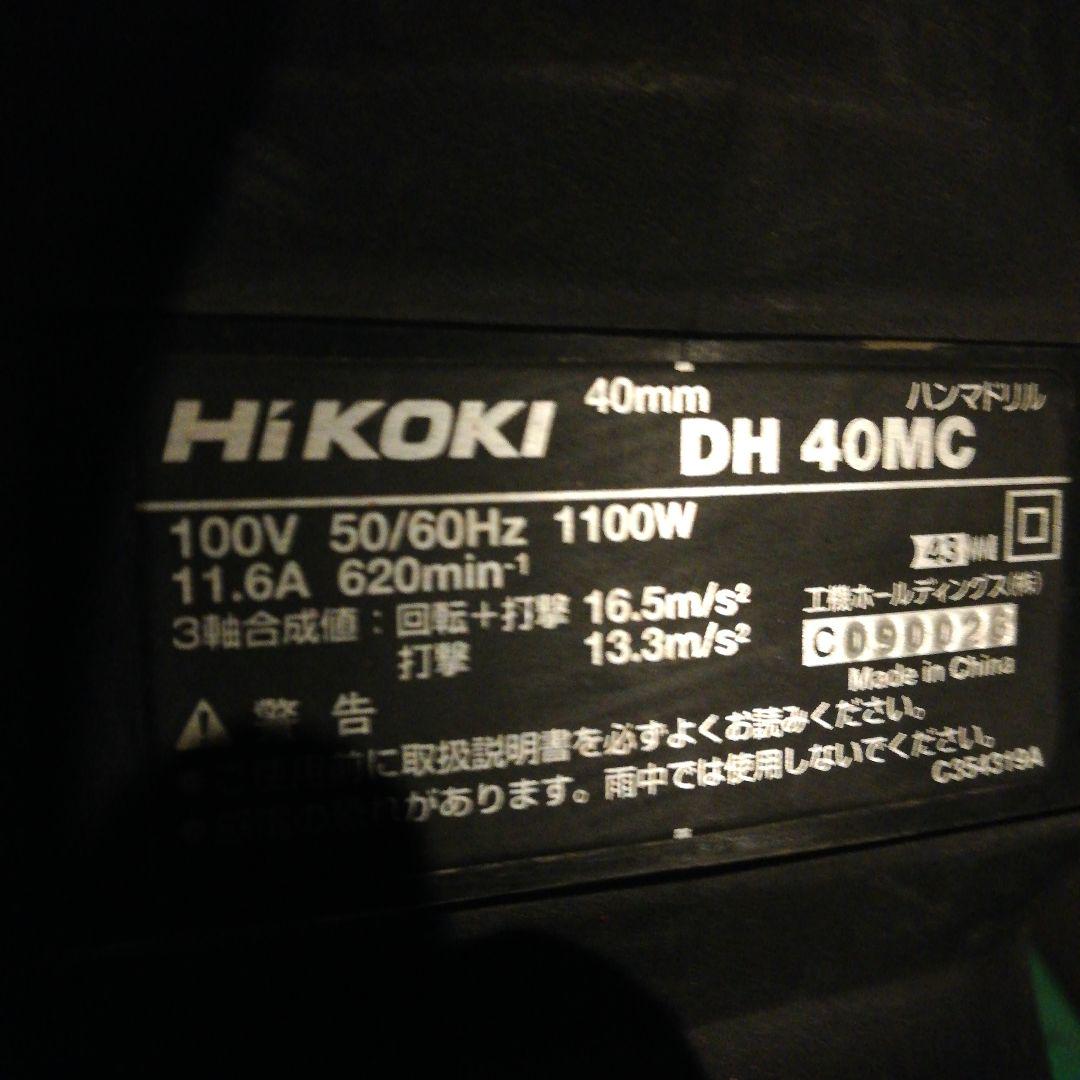 HiKOKI
40mm
ハンマドリル
DH 40MC
100V 50/60Hz 1100W
11.6A 620min⁻¹
3軸合成値：回転＋打撃 16.5m/s²
打撃 13.3m/s²
工機ホールディングス(株)
C090026
Made in China
警告
前に取扱説明書を必ずよくお読みください。
があります。雨中では使用しないでください。
C354319A